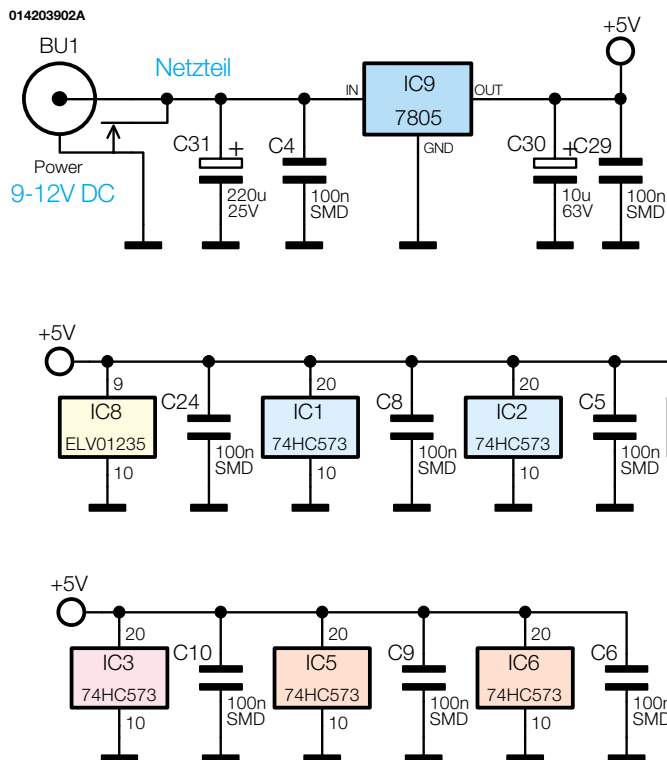 014203902A
+5V
BU1
Netzteil
IN
IC9
7805
OUT
GND
C31
+
220u
25V
C4
100n
SMD
C30
+
10u
63V
C29
100n
SMD
Power
9-12V DC
+5V
9
IC8
ELV01235
10
C24
100n
SMD
20
IC1
74HC573
10
C8
100n
SMD
20
IC2
74HC573
10
C5
100n
SMD
+5V
20
IC3
74HC573
10
C10
100n
SMD
20
IC5
74HC573
10
C9
100n
SMD
20
IC6
74HC573
10
C6
100n
SMD